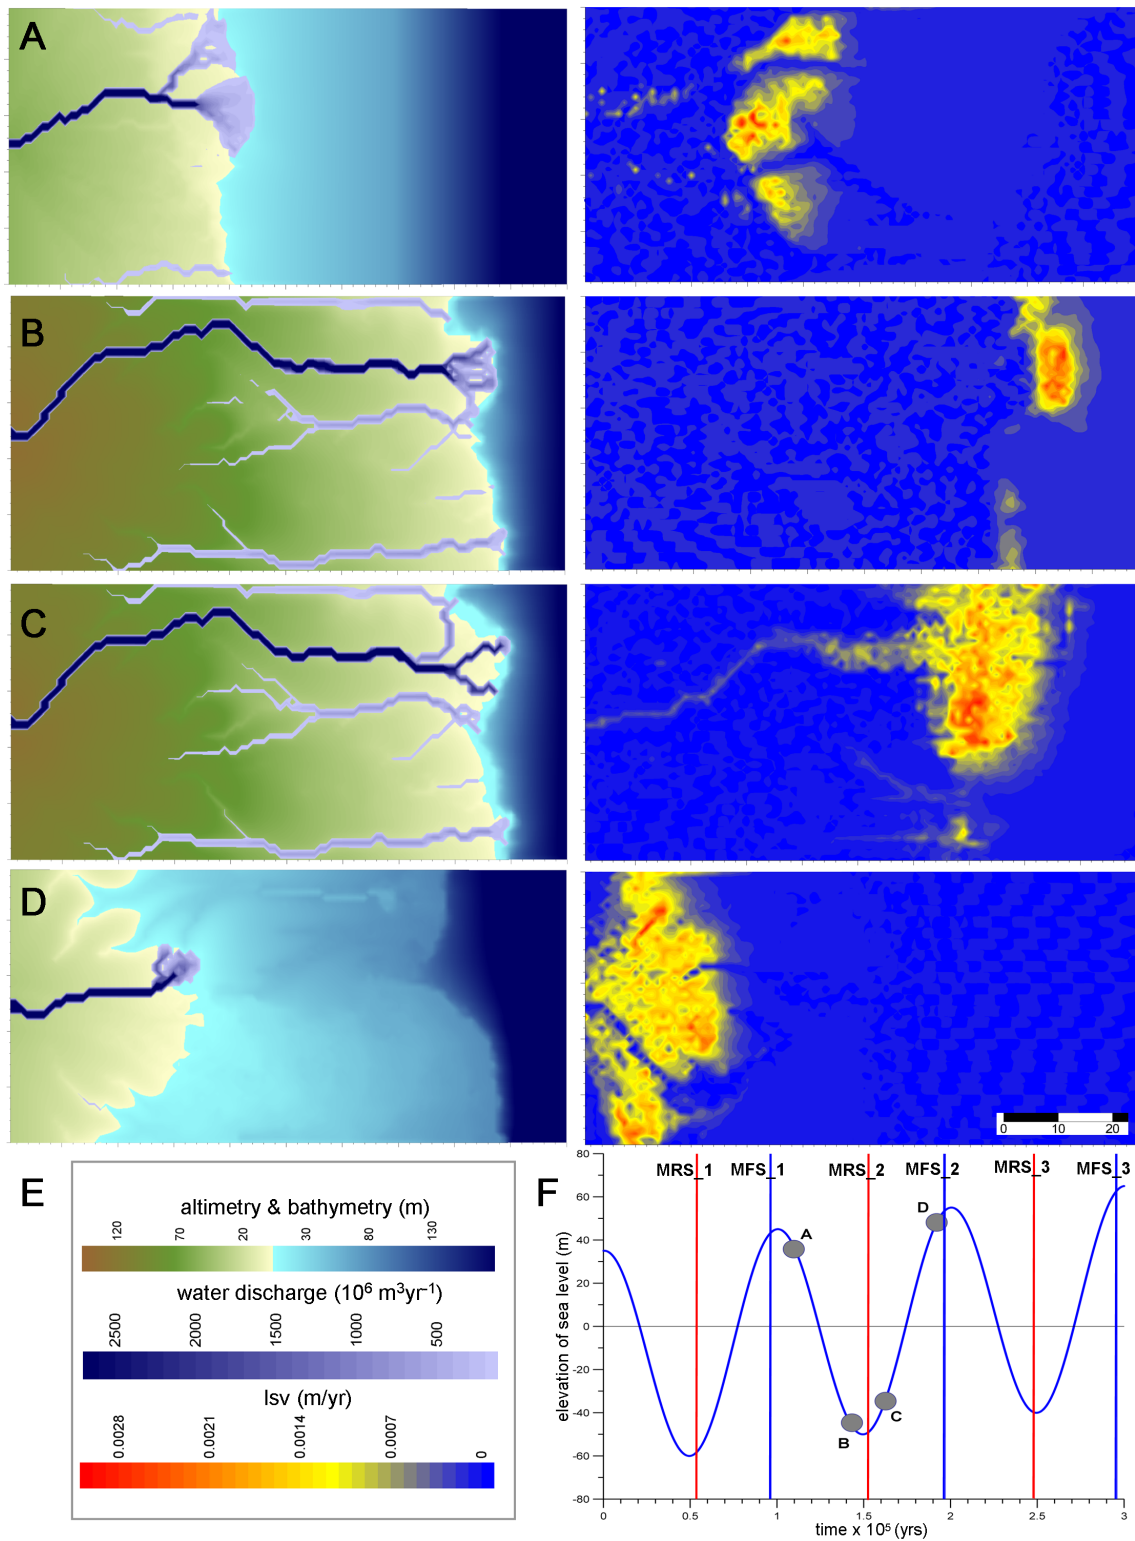 A
B
C
D
0 10 20
E
altimetry & bathymetry (m)
120 70 20 30 80 130
water discharge (10⁶ m³yr⁻¹)
2500 2000 1500 1000 500
lsv (m/yr)
0.0028 0.0021 0.0014 0.0007 0
F
MRS_1 MFS_1 MRS_2 MFS_2 MRS_3 MFS_3
80
60
40
20
0
-20
-40
-60
-80
elevation of sea level (m)
A
D
C
B
0 0.5 1 1.5 2 2.5 3
time x 10⁵ (yrs)